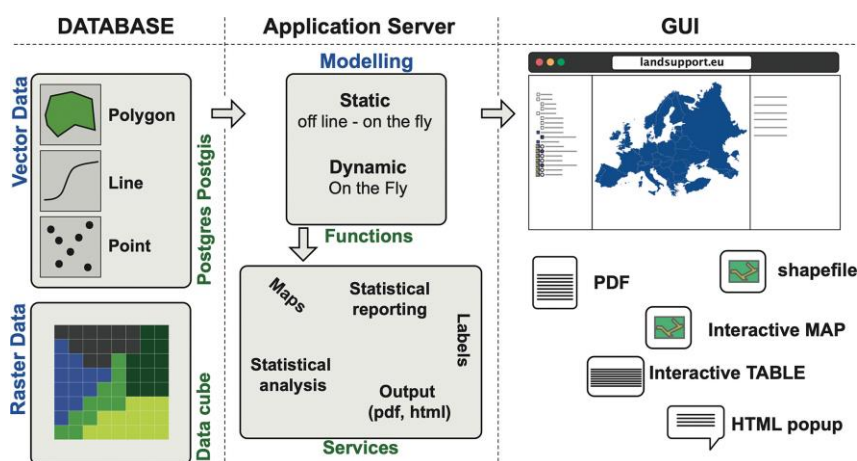 DATABASE
Application Server
GUI
Vector Data
Polygon
Line
Point
Postgres Postgis
Raster Data
Data cube
Modelling
Static
off line - on the fly
Dynamic
On the Fly
Functions
Maps
Statistical
reporting
Labels
Statistical
analysis
Output
(pdf, html)
Services
landsupport.eu
PDF
shapefile
Interactive MAP
Interactive TABLE
HTML popup